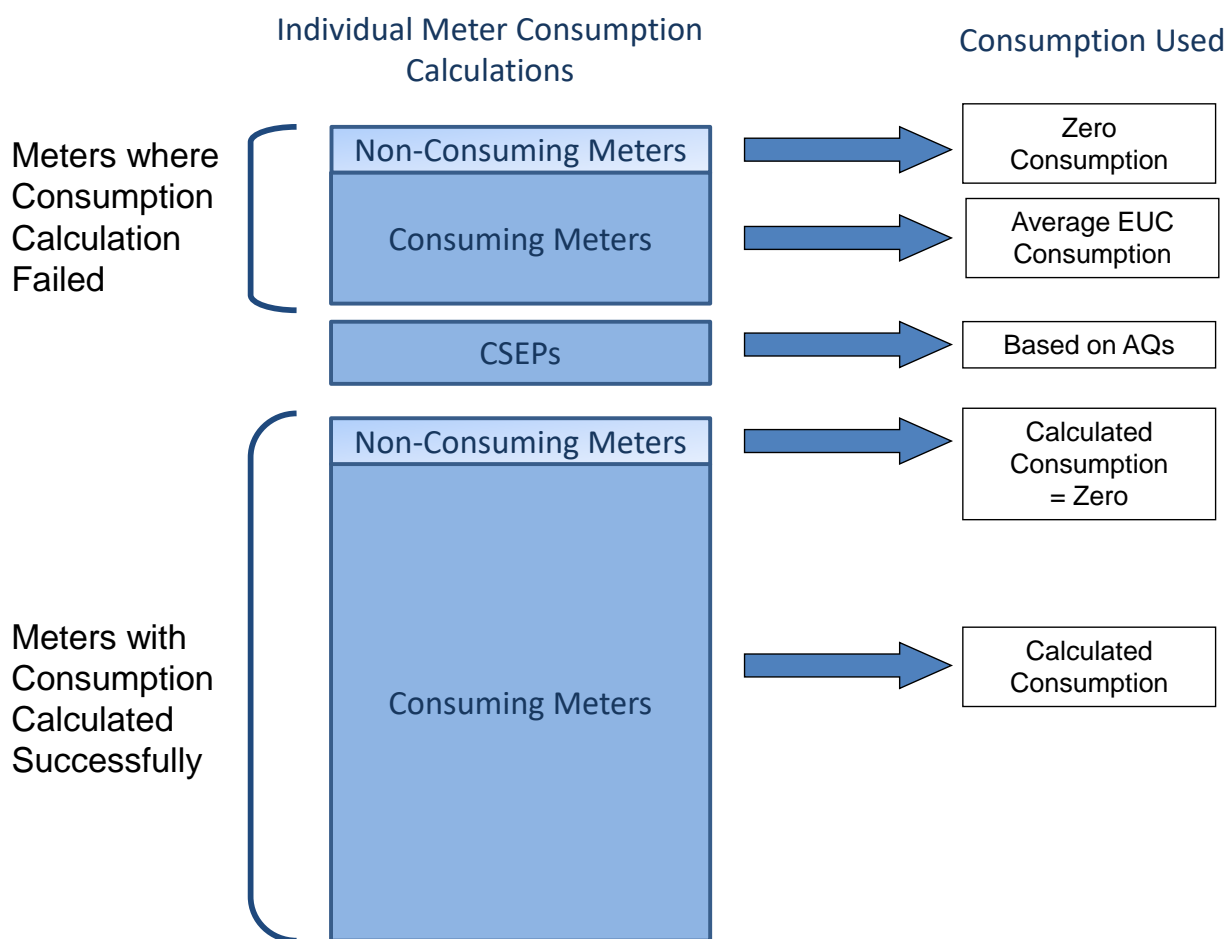 Individual Meter Consumption
Calculations
Consumption Used
Meters where
Consumption
Calculation
Failed
Non-Consuming Meters
Zero
Consumption
Consuming Meters
Average EUC
Consumption
CSEPs
Based on AQs
Meters with
Consumption
Calculated
Successfully
Non-Consuming Meters
Calculated
Consumption
= Zero
Consuming Meters
Calculated
Consumption